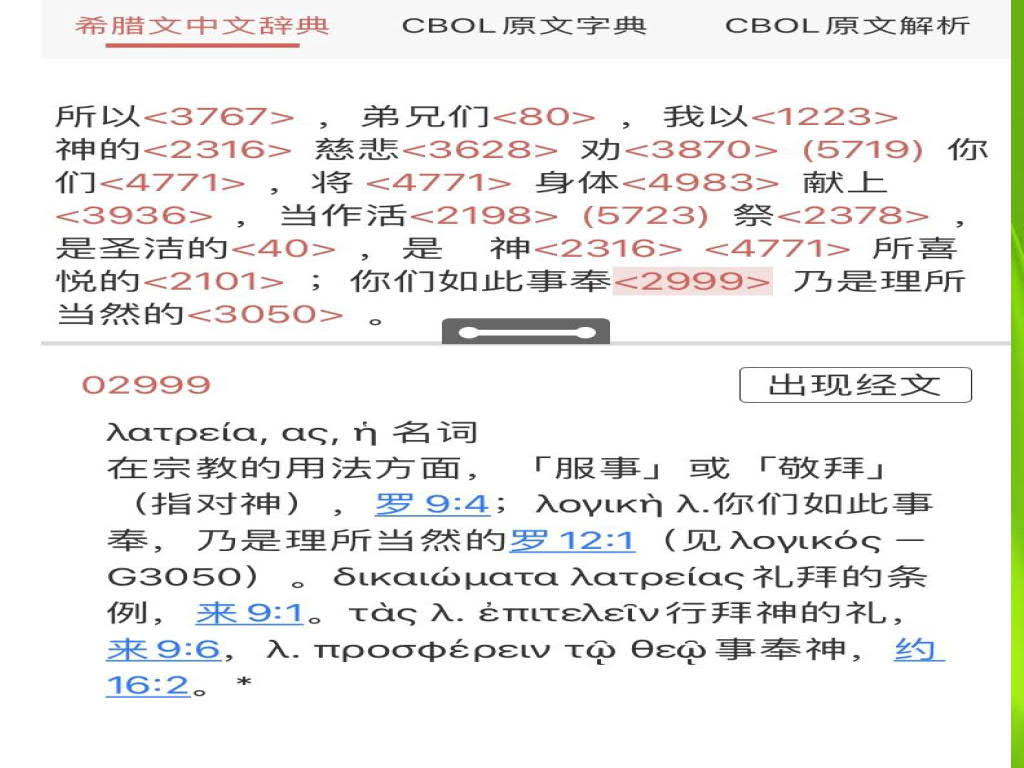 希腊文中文辞典 CBOL原文字典 CBOL原文解析
所以<3767> ，弟兄们<80> ，我以<1223>
神的<2316> 慈悲<3628> 劝<3870> (5719) 你
们<4771> ，将 <4771> 身体<4983> 献上
<3936> ，当作活<2198> (5723) 祭<2378> ，
是圣洁的<40> ，是 神<2316> <4771> 所喜
悦的<2101> ；你们如此事奉<2999> 乃是理所
当然的<3050> 。
02999 出现经文
λατρεία, ας, ἡ 名词
在宗教的用法方面，「服事」或「敬拜」
（指对神），罗 9:4；λογικὴ λ.你们如此事
奉，乃是理所当然的罗 12:1（见 λογικός －
G3050）。δικαιώματα λατρείας 礼拜的条
例，来 9:1。τὰς λ. ἐπιτελεῖν 行拜神的礼，
来 9:6，λ. προσφέρειν τῷ θεῷ 事奉神，约
16:2。*